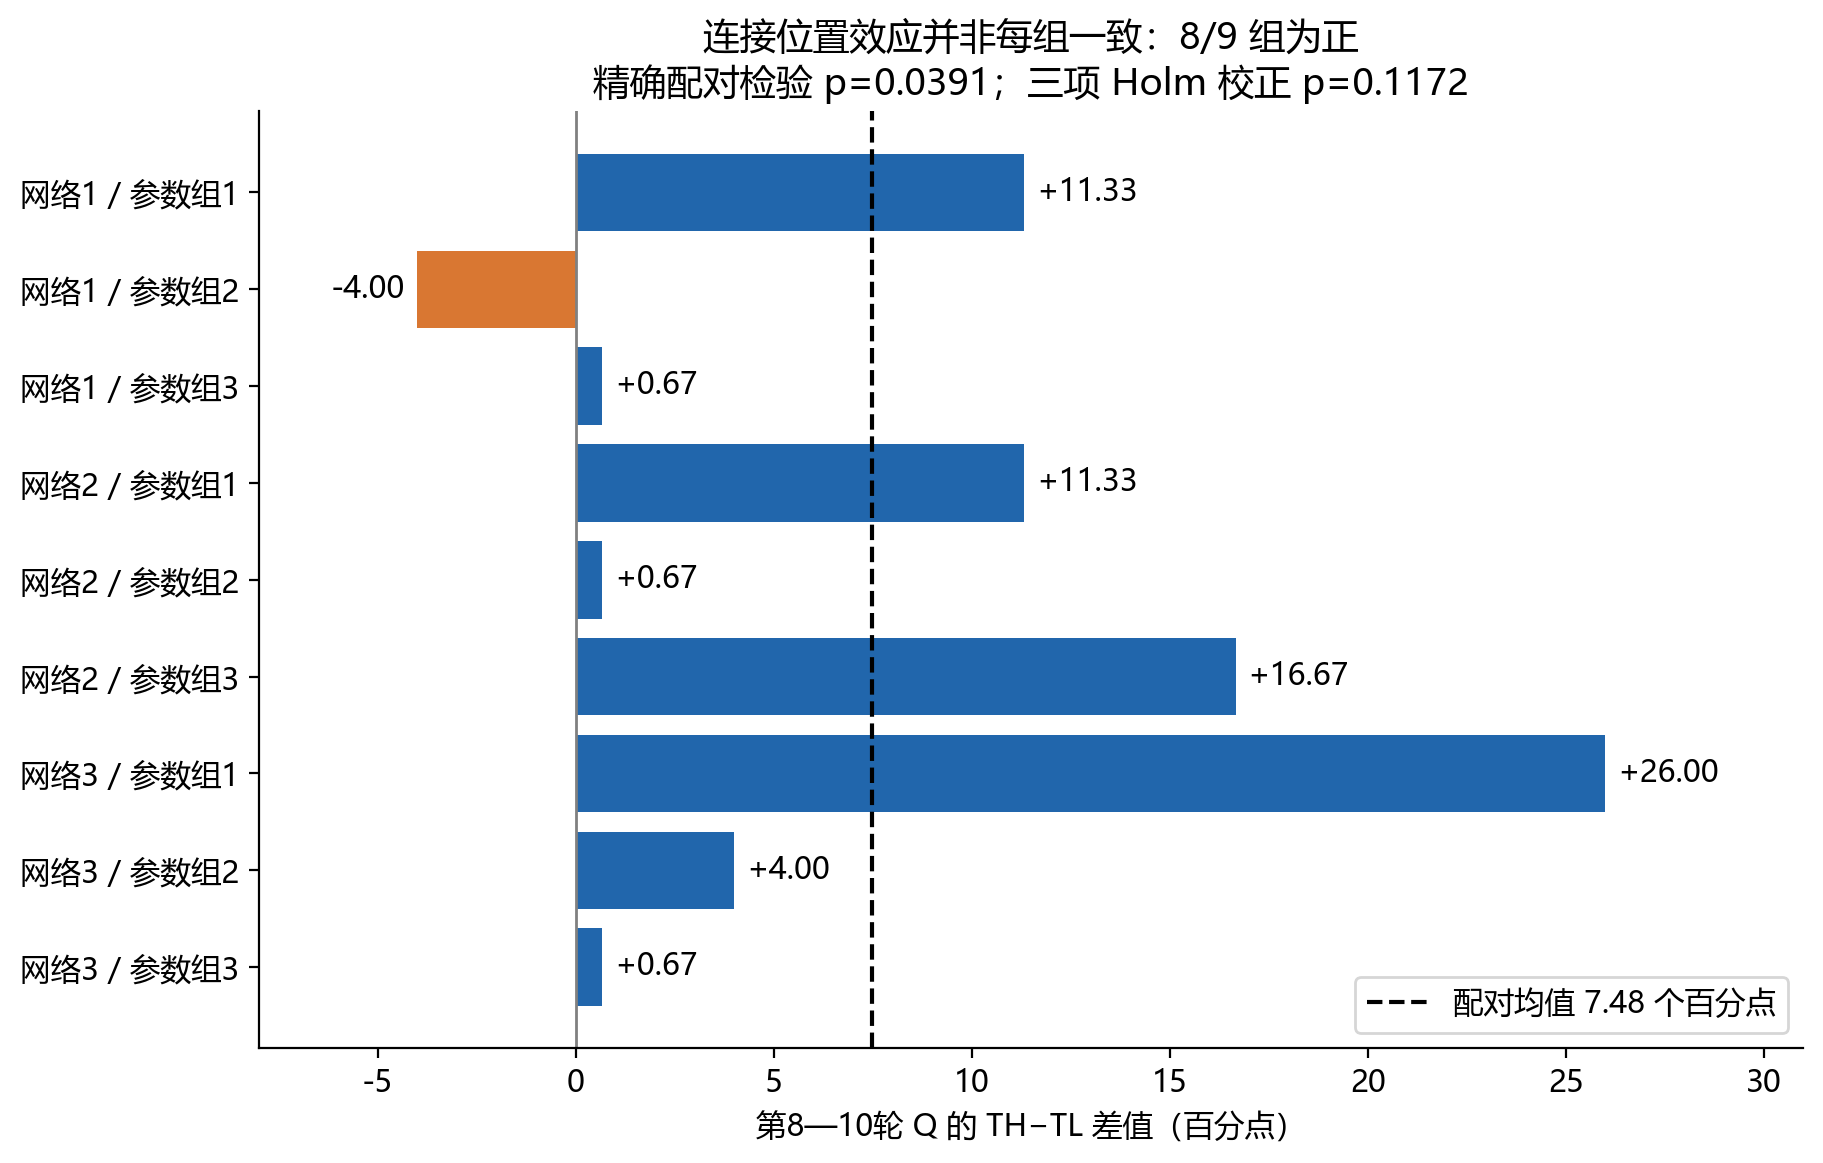 连接位置效应并非每组一致：8/9 组为正
精确配对检验 p=0.0391；三项 Holm 校正 p=0.1172
网络1 / 参数组1
+11.33
网络1 / 参数组2
-4.00
网络1 / 参数组3
+0.67
网络2 / 参数组1
+11.33
网络2 / 参数组2
+0.67
网络2 / 参数组3
+16.67
网络3 / 参数组1
+26.00
网络3 / 参数组2
+4.00
网络3 / 参数组3
+0.67
配对均值 7.48 个百分点
-5 0 5 10 15 20 25 30
第8—10轮 Q 的 TH−TL 差值（百分点）